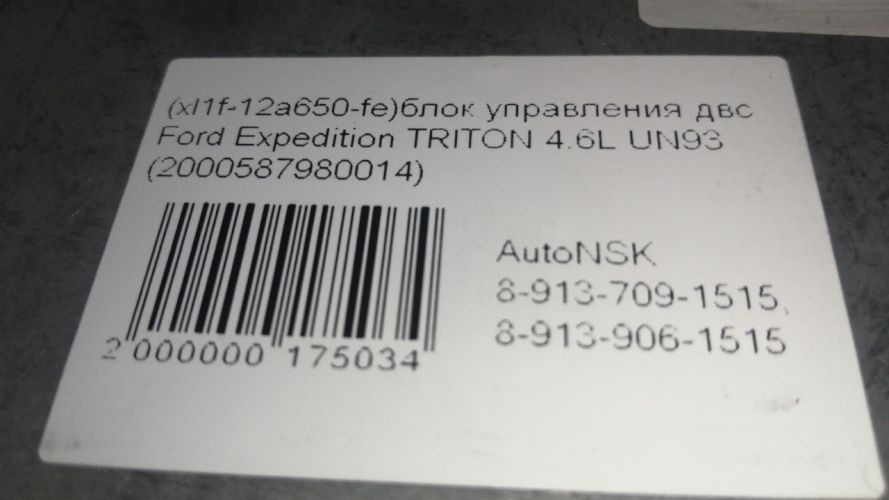 (xl1f-12a650-fe)блок управления двс
Ford Expedition TRITON 4.6L UN93
(2000587980014)
AutoNSK
8-913-709-1515,
8-913-906-1515
2 000000 175034